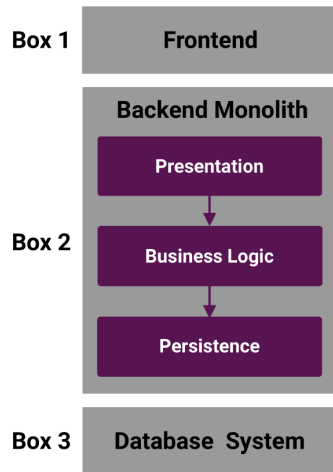 Box 1
Frontend
Backend Monolith
Presentation
Box 2
Business Logic
Persistence
Box 3
Database System